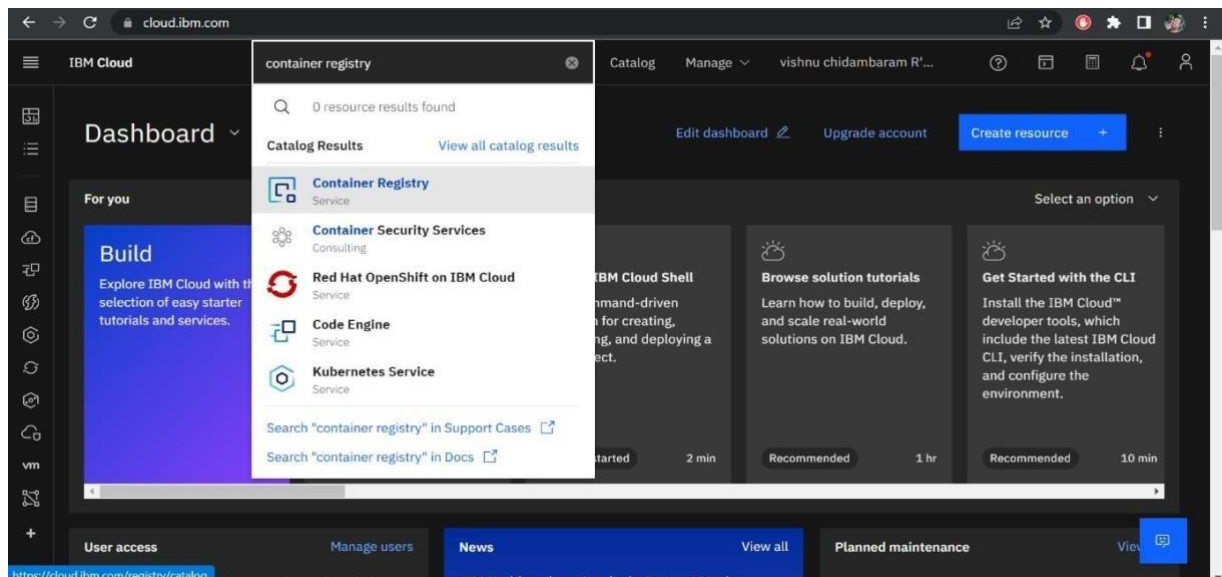 cloud.ibm.com
IBM Cloud
container registry
Catalog
Manage
vishnu chidambaram R'...
0 resource results found
Catalog Results
View all catalog results
Container Registry
Service
Container Security Services
Consulting
Red Hat OpenShift on IBM Cloud
Service
Code Engine
Service
Kubernetes Service
Service
Search "container registry" in Support Cases
Search "container registry" in Docs
Dashboard
Edit dashboard
Upgrade account
Create resource +
For you
Select an option
Build
Explore IBM Cloud with
selection of easy starter
tutorials and services.
IBM Cloud Shell
for creating,
and deploying a
2 min
Browse solution tutorials
Learn how to build, deploy,
and scale real-world
solutions on IBM Cloud.
Recommended
1 hr
Get Started with the CLI
Install the IBM Cloud™
developer tools, which
include the latest IBM Cloud
CLI, verify the installation,
and configure the
environment.
Recommended
10 min
vm
User access
Manage users
News
View all
Planned maintenance
https://cloud.ibm.com/registry/catalog